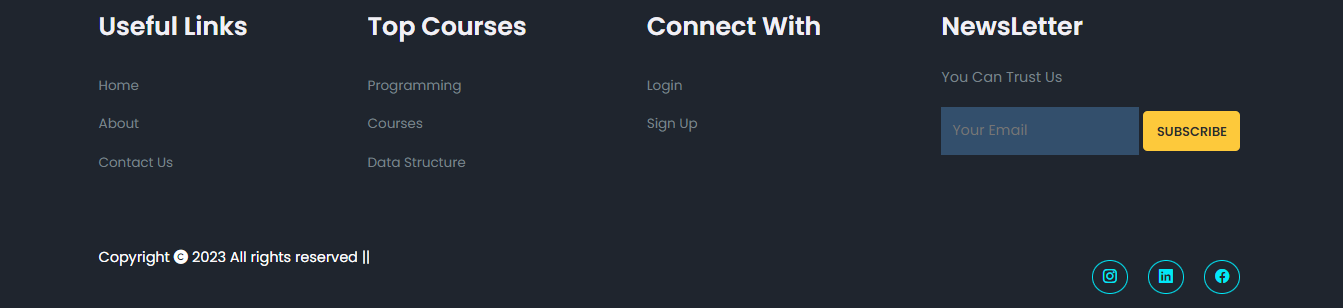 Useful Links
Home
About
Contact Us
Top Courses
Programming
Courses
Data Structure
Connect With
Login
Sign Up
NewsLetter
You Can Trust Us
Your Email
SUBSCRIBE
Copyright © 2023 All rights reserved ||